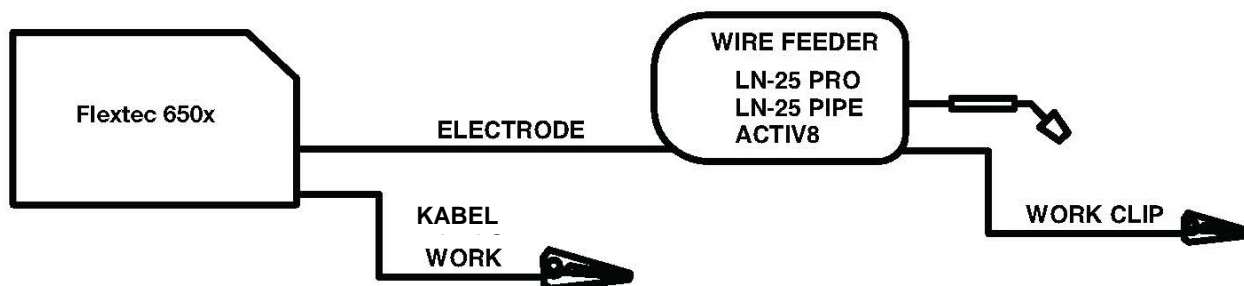 WIRE FEEDER
LN-25 PRO
LN-25 PIPE
ACTIV8
Flextec 650x
ELECTRODE
KABEL
WORK
WORK CLIP